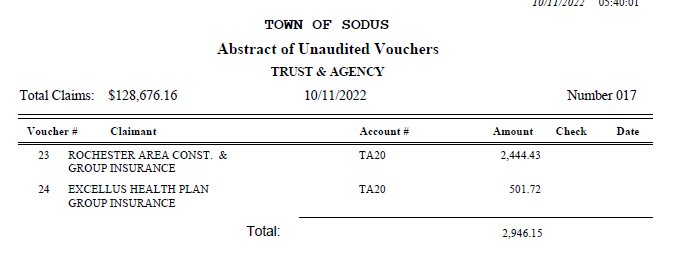 10/11/2022 05:40:01
TOWN OF SODUS
Abstract of Unaudited Vouchers
TRUST & AGENCY
Total Claims: $128,676.16 10/11/2022 Number 017
Voucher # Claimant Account # Amount Check Date
23 ROCHESTER AREA CONST. & TA20 2,444.43
GROUP INSURANCE
24 EXCELLUS HEALTH PLAN TA20 501.72
GROUP INSURANCE
Total: 2,946.15